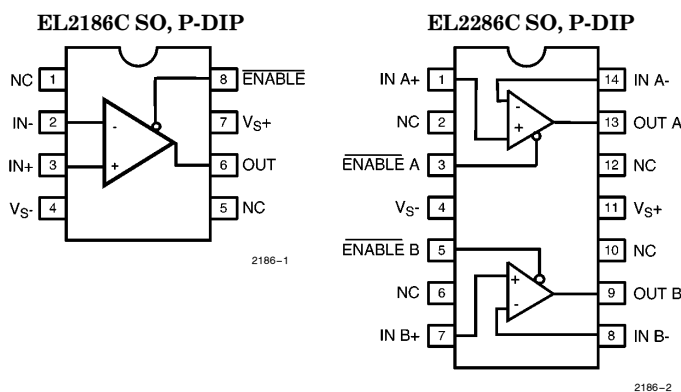 EL2186C SO, P-DIP
NC 1
8 ENABLE
IN- 2
-
7 VS+
IN+ 3
+
6 OUT
VS- 4
5 NC
2186-1
EL2286C SO, P-DIP
IN A+ 1
14 IN A-
-
NC 2
+
13 OUT A
ENABLE A 3
12 NC
VS- 4
11 VS+
ENABLE B 5
10 NC
+
NC 6
-
9 OUT B
IN B+ 7
8 IN B-
2186-2